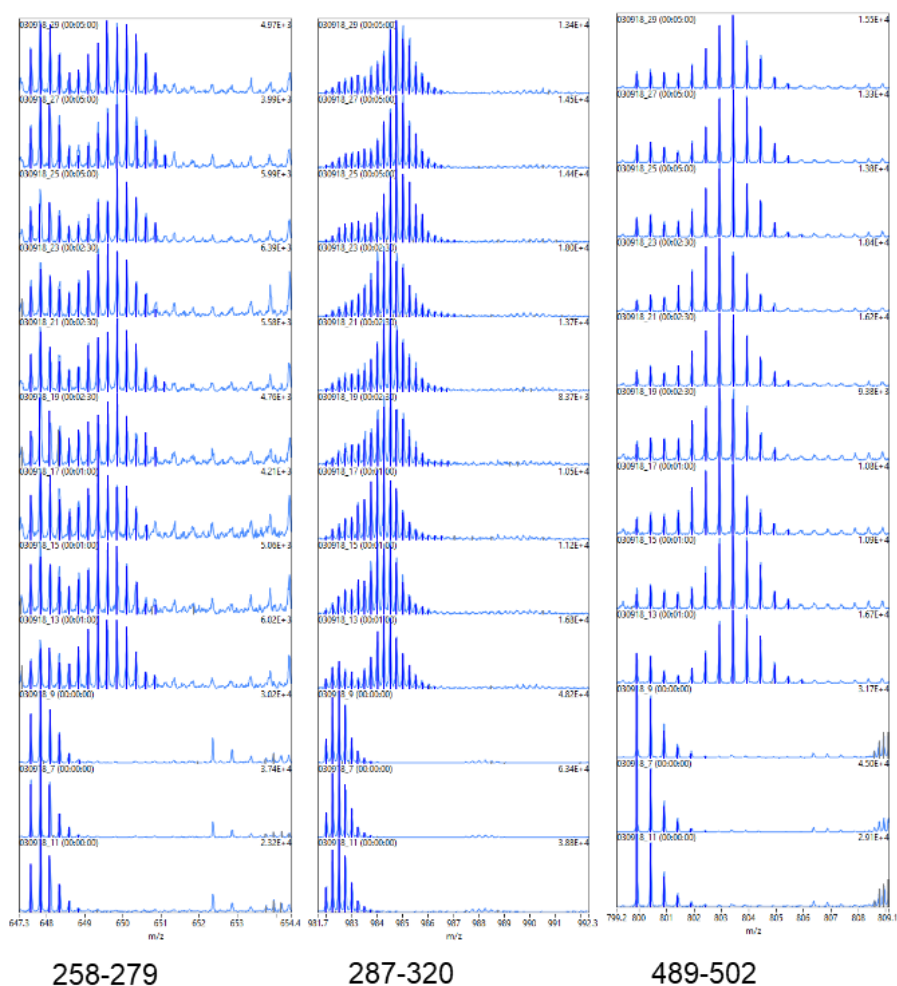 030918_29 (00:05:00) 4.97E+3
030918_27 (00:05:00) 3.99E+3
030918_25 (00:05:00) 5.99E+3
030918_23 (00:02:30) 6.39E+3
030918_21 (00:02:30) 5.58E+3
030918_19 (00:02:30) 4.76E+3
030918_17 (00:01:00) 4.21E+3
030918_15 (00:01:00) 5.06E+3
030918_13 (00:01:00) 6.02E+3
030918_9 (00:00:00) 3.02E+4
030918_7 (00:00:00) 3.74E+4
030918_11 (00:00:00) 2.32E+4
648 649 650 651 652 653 654.4
m/z
030918_29 (00:05:00) 1.34E+4
030918_27 (00:05:00) 1.45E+4
030918_25 (00:05:00) 1.44E+4
030918_23 (00:02:30) 1.80E+4
030918_21 (00:02:30) 1.37E+4
030918_19 (00:02:30) 8.37E+3
030918_17 (00:01:00) 1.05E+4
030918_15 (00:01:00) 1.12E+4
030918_13 (00:01:00) 1.63E+4
030918_9 (00:00:00) 4.82E+4
030918_7 (00:00:00) 6.34E+4
030918_11 (00:00:00) 3.88E+4
984 985 986 987 988 989 990 991 992.3
m/z
030918_29 (00:05:00) 1.55E+4
030918_27 (00:05:00) 1.33E+4
030918_25 (00:05:00) 1.38E+4
030918_23 (00:02:30) 1.84E+4
030918_21 (00:02:30) 1.62E+4
030918_19 (00:02:30) 9.38E+3
030918_17 (00:01:00) 1.08E+4
030918_15 (00:01:00) 1.09E+4
030918_13 (00:01:00) 1.67E+4
030918_9 (00:00:00) 3.17E+4
030918_7 (00:00:00) 4.50E+4
030918_11 (00:00:00) 2.91E+4
799.2 800 801 802 803 804 805 806 807 808 809.1
m/z
258-279 287-320 489-502